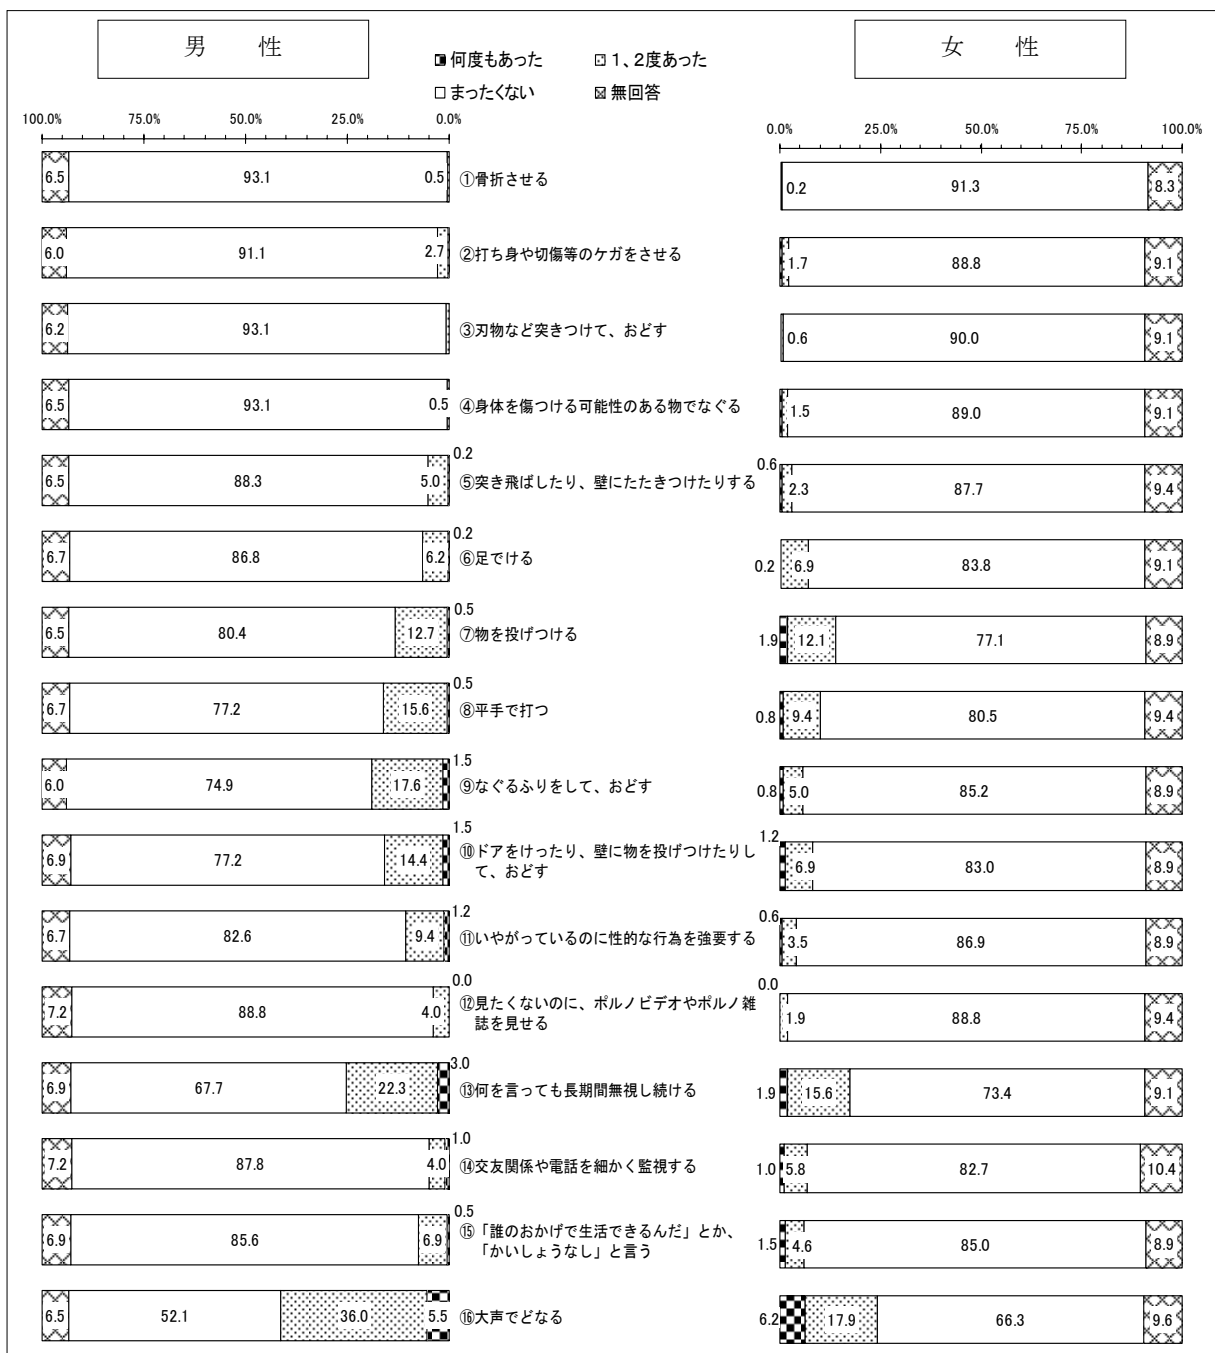 男　　性
女　　性
何度もあった
1、2度あった
まったくない
無回答
100.0% 75.0% 50.0% 25.0% 0.0%
0.0% 25.0% 50.0% 75.0% 100.0%
6.5 93.1 0.5 ①骨折させる 0.2 91.3 8.3
6.0 91.1 2.7 ②打ち身や切傷等のケガをさせる 1.7 88.8 9.1
6.2 93.1 ③刃物など突きつけて、おどす 0.6 90.0 9.1
6.5 93.1 0.5 ④身体を傷つける可能性のある物でなぐる 1.5 89.0 9.1
6.5 88.3 5.0 0.2 ⑤突き飛ばしたり、壁にたたきつけたりする 0.6 2.3 87.7 9.4
6.7 86.8 6.2 0.2 ⑥足でける 0.2 6.9 83.8 9.1
6.5 80.4 12.7 0.5 ⑦物を投げつける 1.9 12.1 77.1 8.9
6.7 77.2 15.6 0.5 ⑧平手で打つ 0.8 9.4 80.5 9.4
6.0 74.9 17.6 1.5 ⑨なぐるふりをして、おどす 0.8 5.0 85.2 8.9
6.9 77.2 14.4 1.5 ⑩ドアをけったり、壁に物を投げつけたりし
て、おどす 1.2 6.9 83.0 8.9
6.7 82.6 9.4 1.2 ⑪いやがっているのに性的な行為を強要する 0.6 3.5 86.9 8.9
7.2 88.8 4.0 0.0 ⑫見たくないのに、ポルノビデオやポルノ雑
誌を見せる 0.0 1.9 88.8 9.4
6.9 67.7 22.3 3.0 ⑬何を言っても長期間無視し続ける 1.9 15.6 73.4 9.1
7.2 87.8 4.0 1.0 ⑭交友関係や電話を細かく監視する 1.0 5.8 82.7 10.4
6.9 85.6 6.9 0.5 ⑮「誰のおかげで生活できるんだ」とか、
「かいしょうなし」と言う 1.5 4.6 85.0 8.9
6.5 52.1 36.0 5.5 ⑯大声でどなる 6.2 17.9 66.3 9.6